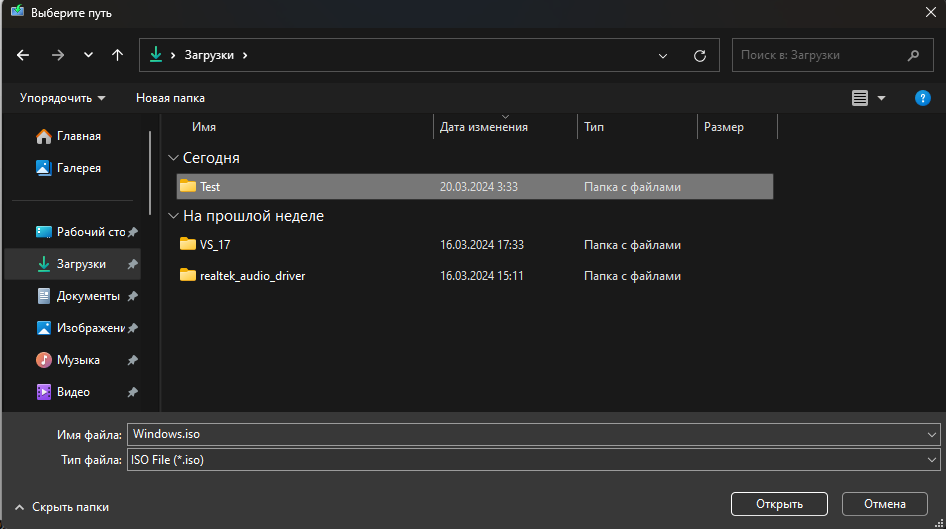 Выберите путь
Загрузки
Поиск в: Загрузки
Упорядочить
Новая папка
?
Главная
Галерея
Рабочий сто
Загрузки
Документы
Изображени
Музыка
Видео
Имя Дата изменения Тип Размер
Сегодня
Test 20.03.2024 3:33 Папка с файлами
На прошлой неделе
VS_17 16.03.2024 17:33 Папка с файлами
realtek_audio_driver 16.03.2024 15:11 Папка с файлами
Имя файла: Windows.iso
Тип файла: ISO File (*.iso)
Скрыть папки
Открыть
Отмена